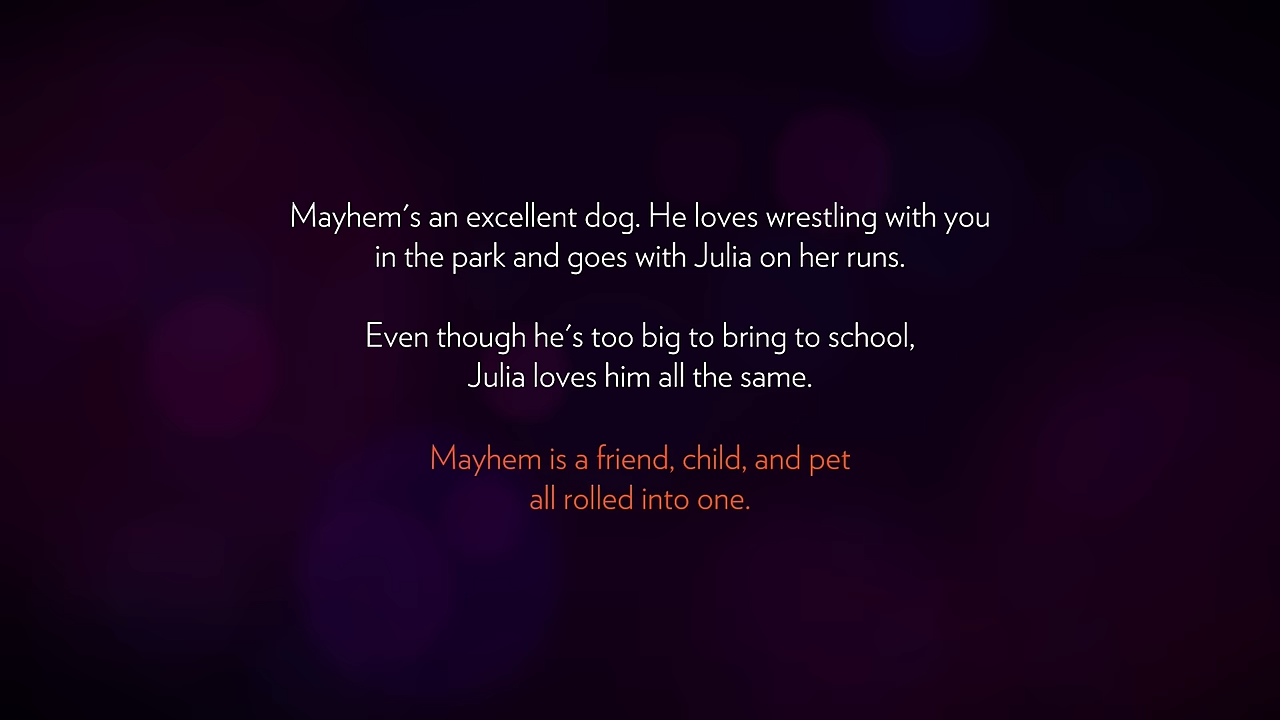 Mayhem's an excellent dog. He loves wrestling with you
in the park and goes with Julia on her runs.
Even though he's too big to bring to school,
Julia loves him all the same.
Mayhem is a friend, child, and pet
all rolled into one.